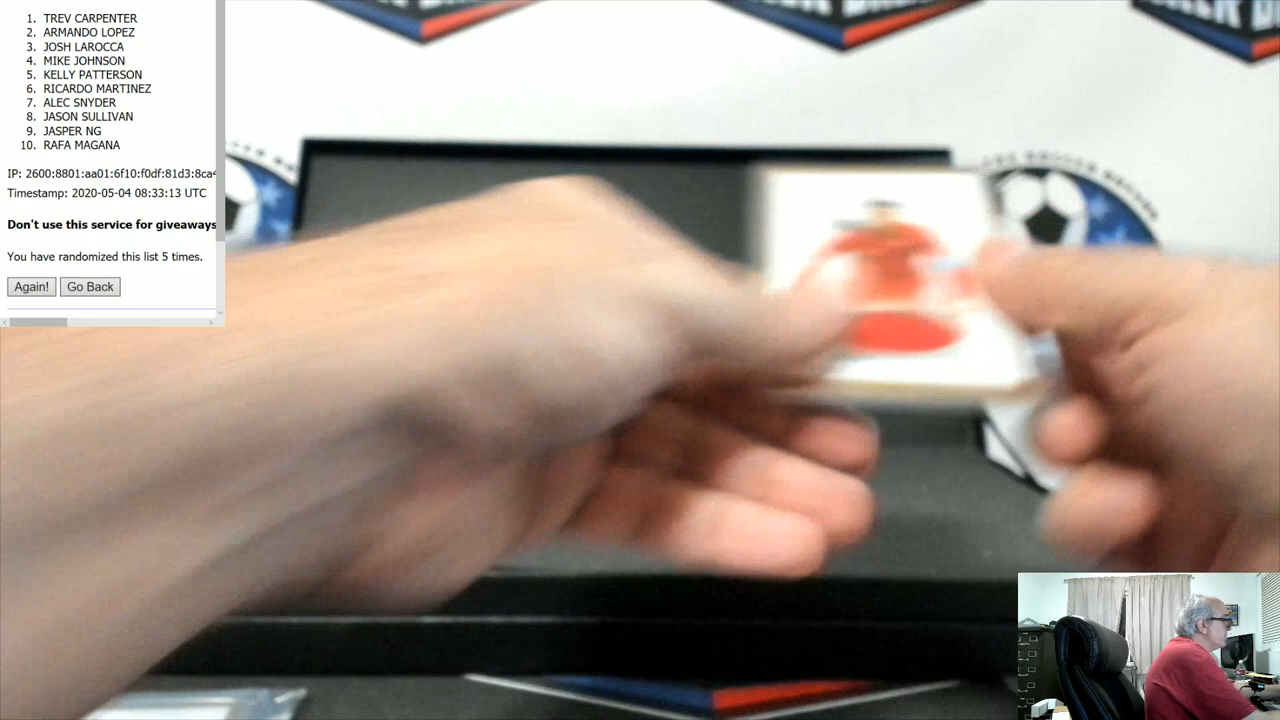 1. TREV CARPENTER
2. ARMANDO LOPEZ
3. JOSH LAROCCA
4. MIKE JOHNSON
5. KELLY PATTERSON
6. RICARDO MARTINEZ
7. ALEC SNYDER
8. JASON SULLIVAN
9. JASPER NG
10. RAFA MAGANA
IP: 2600:8801:aa01:6f10:f0df:81d3:8ca4
Timestamp: 2020-05-04 08:33:13 UTC
Don't use this service for giveaways
You have randomized this list 5 times.
Again! Go Back